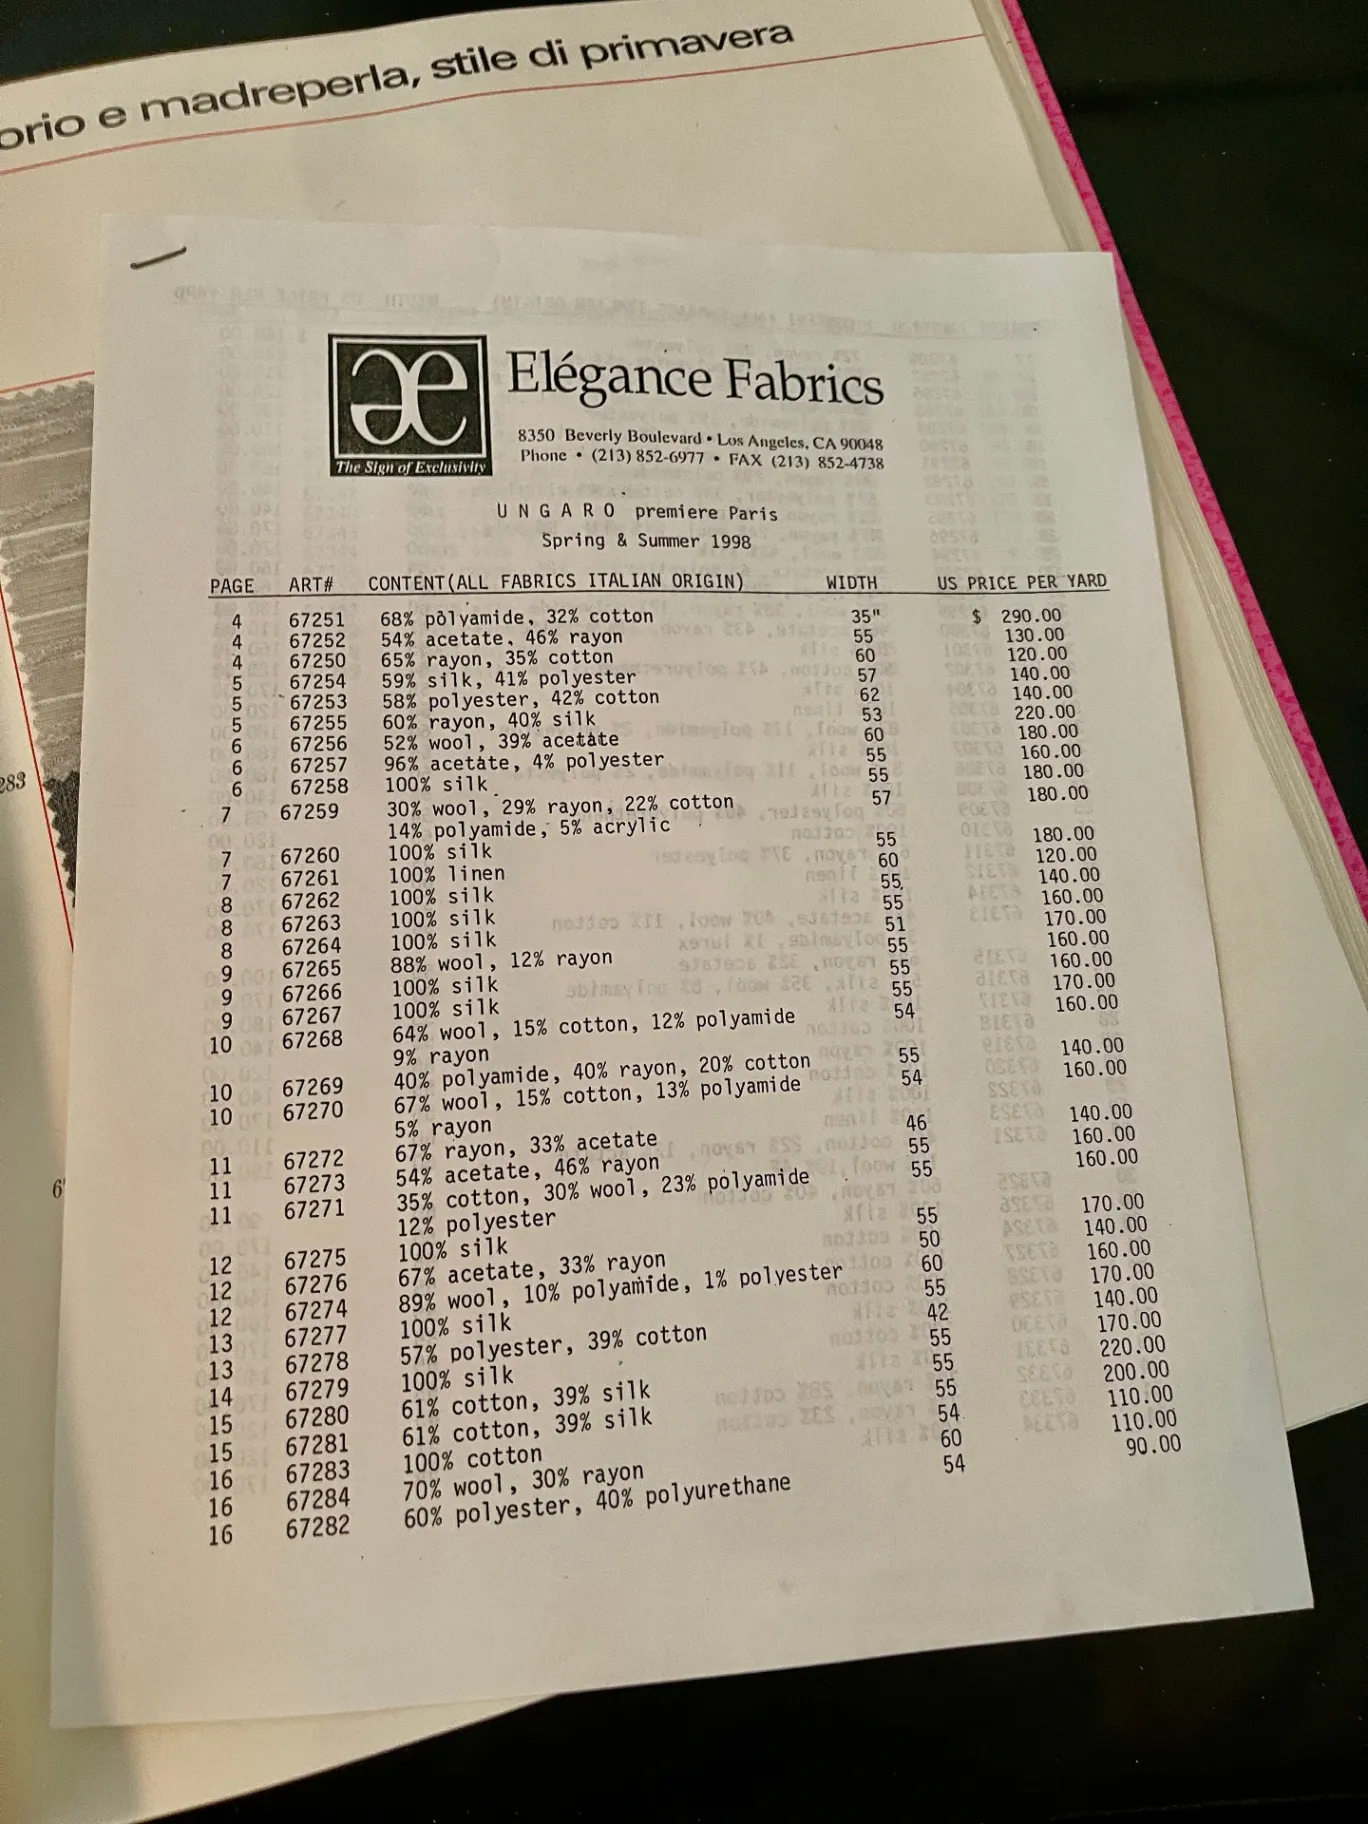 orio e madreperla, stile di primavera
æ
The Sign of Exclusivity
Elégance Fabrics
8350 Beverly Boulevard • Los Angeles, CA 90048
Phone • (213) 852-6977 • FAX (213) 852-4738
U N G A R O premiere Paris
Spring & Summer 1998
PAGE ART# CONTENT(ALL FABRICS ITALIAN ORIGIN) WIDTH US PRICE PER YARD
4 67251 68% polyamide, 32% cotton 35" $ 290.00
4 67252 54% acetate, 46% rayon 55 130.00
4 67250 65% rayon, 35% cotton 60 120.00
5 67254 59% silk, 41% polyester 57 140.00
5 67253 58% polyester, 42% cotton 62 140.00
5 67255 60% rayon, 40% silk 53 220.00
6 67256 52% wool, 39% acetate 60 180.00
6 67257 96% acetate, 4% polyester 55 160.00
6 67258 100% silk 55 180.00
7 67259 30% wool, 29% rayon, 22% cotton 57 180.00
14% polyamide, 5% acrylic
7 67260 100% silk 55 180.00
7 67261 100% linen 60 120.00
8 67262 100% silk 55 140.00
8 67263 100% silk 55 160.00
8 67264 100% silk 51 170.00
9 67265 88% wool, 12% rayon 55 160.00
9 67266 100% silk 55 160.00
9 67267 100% silk 55 170.00
10 67268 64% wool, 15% cotton, 12% polyamide 54 160.00
9% rayon
10 67269 40% polyamide, 40% rayon, 20% cotton 55 140.00
10 67270 67% wool, 15% cotton, 13% polyamide 54 160.00
5% rayon
11 67272 67% rayon, 33% acetate 46 140.00
11 67273 54% acetate, 46% rayon 55 160.00
11 67271 35% cotton, 30% wool, 23% polyamide 55 160.00
12% polyester
12 67275 100% silk 55 170.00
12 67276 67% acetate, 33% rayon 50 140.00
12 67274 89% wool, 10% polyamide, 1% polyester 60 160.00
13 67277 100% silk 55 170.00
13 67278 57% polyester, 39% cotton 42 140.00
14 67279 100% silk 55 170.00
15 67280 61% cotton, 39% silk 55 220.00
15 67281 61% cotton, 39% silk 55 200.00
16 67283 100% cotton 54 110.00
16 67284 70% wool, 30% rayon 60 110.00
16 67282 60% polyester, 40% polyurethane 54 90.00
283